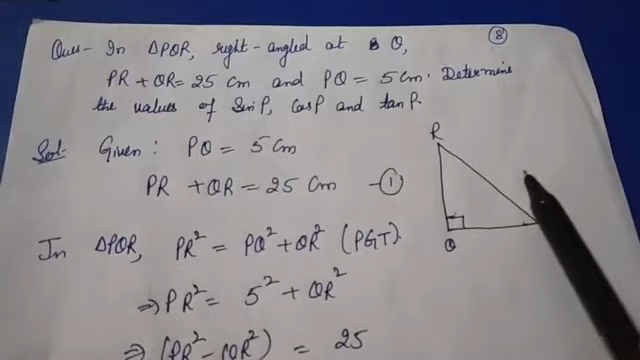 Ques- In ΔPQR, right-angled at Q,
⑧
PR + QR = 25 cm and PQ = 5 cm. Determine
the values of Sin P, Cos P and tan P.
Sol- Given : PQ = 5 cm
PR + QR = 25 cm -①
R
Q
In ΔPQR, PR² = PQ² + QR² (PGT).
⇒ PR² = 5² + QR²
⇒ (PR² - QR²) = 25